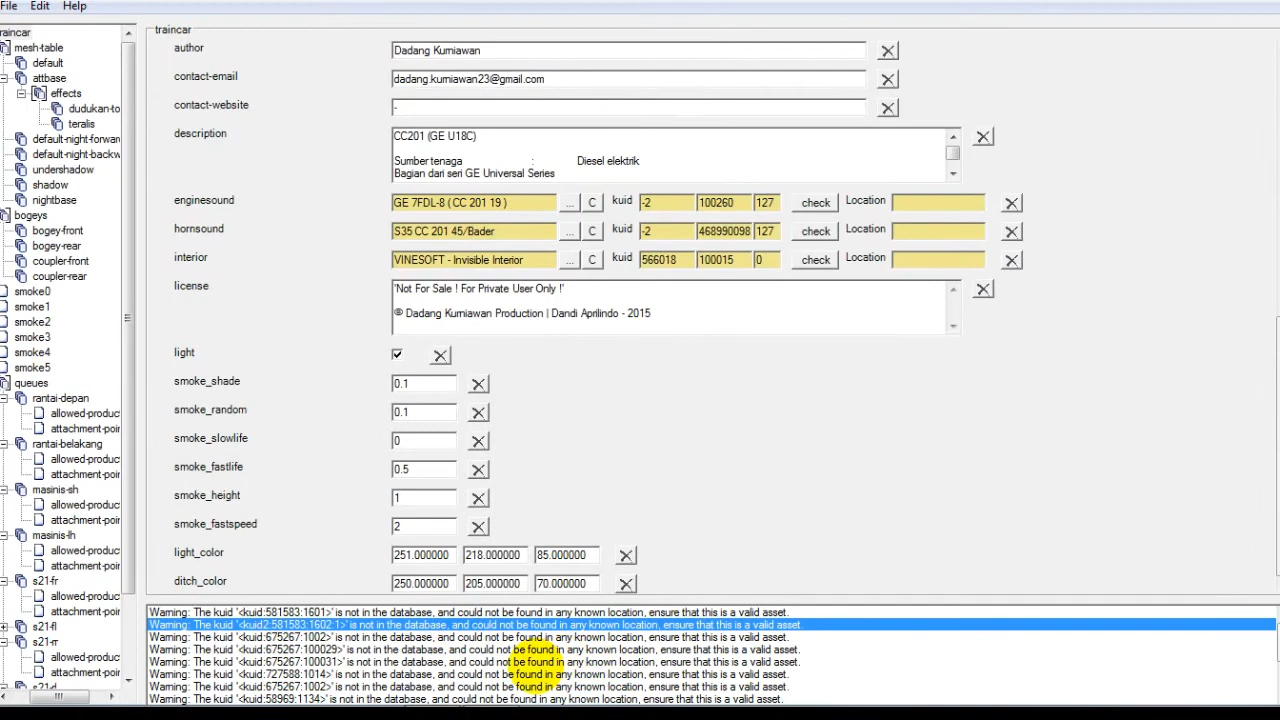 File Edit Help
traincar
mesh-table
default
attbase
effects
dudukan-to
teralis
default-night-forwar
default-night-backw
undershadow
shadow
nightbase
bogeys
bogey-front
bogey-rear
coupler-front
coupler-rear
smoke0
smoke1
smoke2
smoke3
smoke4
smoke5
queues
rantai-depan
allowed-product
attachment-poir
rantai-belakang
allowed-product
attachment-poir
masinis-sh
allowed-product
attachment-poir
masinis-lh
allowed-product
attachment-poir
s21-fr
allowed-product
attachment-poir
s21-fl
s21-rr
allowed-product
attachment-poir
traincar
author Dadang Kurniawan
contact-email dadang.kurniawan23@gmail.com
contact-website -
description CC201 (GE U18C)
Sumber tenaga : Diesel elektrik
Bagian dari seri GE Universal Series
enginesound GE 7FDL-8 ( CC 201 19 ) ... C kuid -2 100260 127 check Location
hornsound S35 CC 201 45/Bader ... C kuid -2 468990098 127 check Location
interior VINESOFT - Invisible Interior ... C kuid 566018 100015 0 check Location
license 'Not For Sale ! For Private User Only !'
® Dadang Kurniawan Production | Dandi Aprilindo - 2015
light
smoke_shade 0.1
smoke_random 0.1
smoke_slowlife 0
smoke_fastlife 0.5
smoke_height 1
smoke_fastspeed 2
light_color 251.000000 218.000000 85.000000
ditch_color 250.000000 205.000000 70.000000
Warning: The kuid '<kuid:581583:1601>' is not in the database, and could not be found in any known location, ensure that this is a valid asset.
Warning: The kuid '<kuid2:581583:1602:1>' is not in the database, and could not be found in any known location, ensure that this is a valid asset.
Warning: The kuid '<kuid:675267:1002>' is not in the database, and could not be found in any known location, ensure that this is a valid asset.
Warning: The kuid '<kuid:675267:100029>' is not in the database, and could not be found in any known location, ensure that this is a valid asset.
Warning: The kuid '<kuid:675267:100031>' is not in the database, and could not be found in any known location, ensure that this is a valid asset.
Warning: The kuid '<kuid:727588:1014>' is not in the database, and could not be found in any known location, ensure that this is a valid asset.
Warning: The kuid '<kuid:675267:1002>' is not in the database, and could not be found in any known location, ensure that this is a valid asset.
Warning: The kuid '<kuid:58969:1134>' is not in the database, and could not be found in any known location, ensure that this is a valid asset.